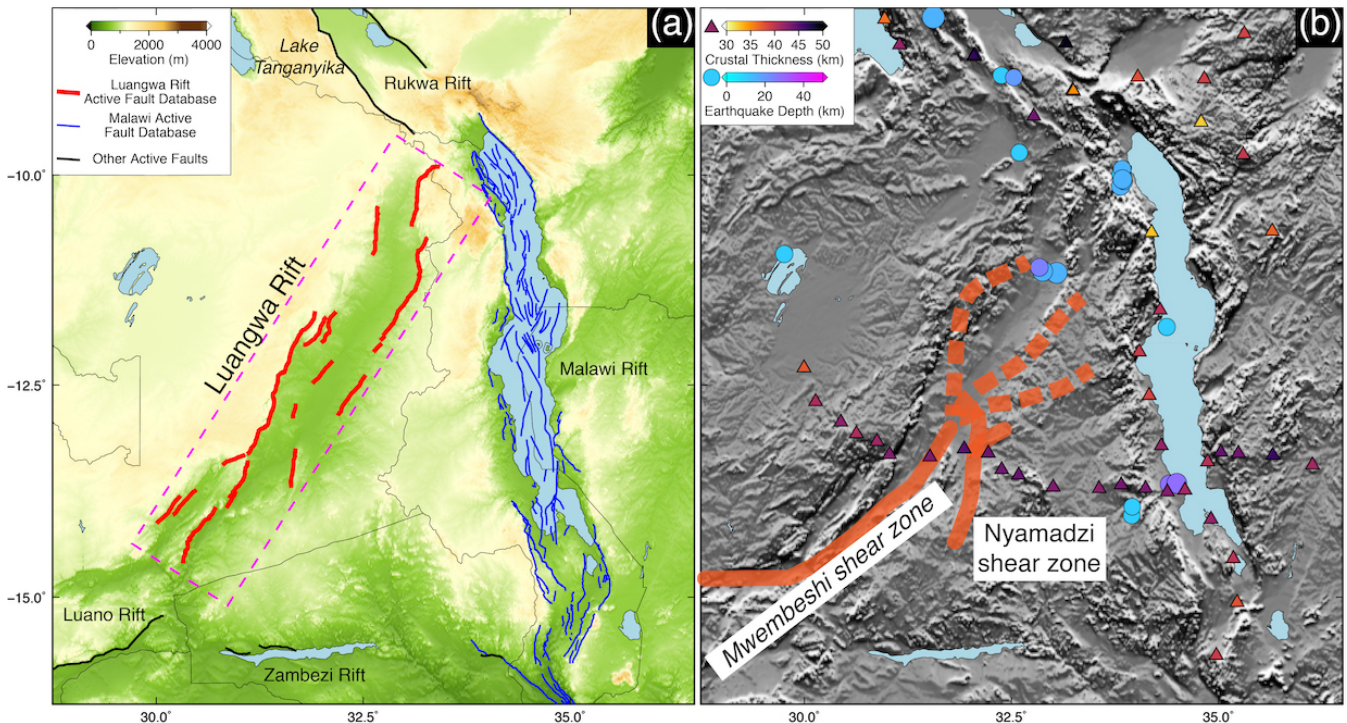 (a)
0 2000 4000
Elevation (m)
Luangwa Rift
Active Fault Database
Malawi Active
Fault Database
Other Active Faults
Lake
Tanganyika
Rukwa Rift
Luangwa Rift
Malawi Rift
Luano Rift
Zambezi Rift
−10.0
−12.5
−15.0
30.0 32.5 35.0
(b)
30 35 40 45 50
Crustal Thickness (km)
0 20 40
Earthquake Depth (km)
Mwembeshi shear zone
Nyamadzi
shear zone
30.0 32.5 35.0